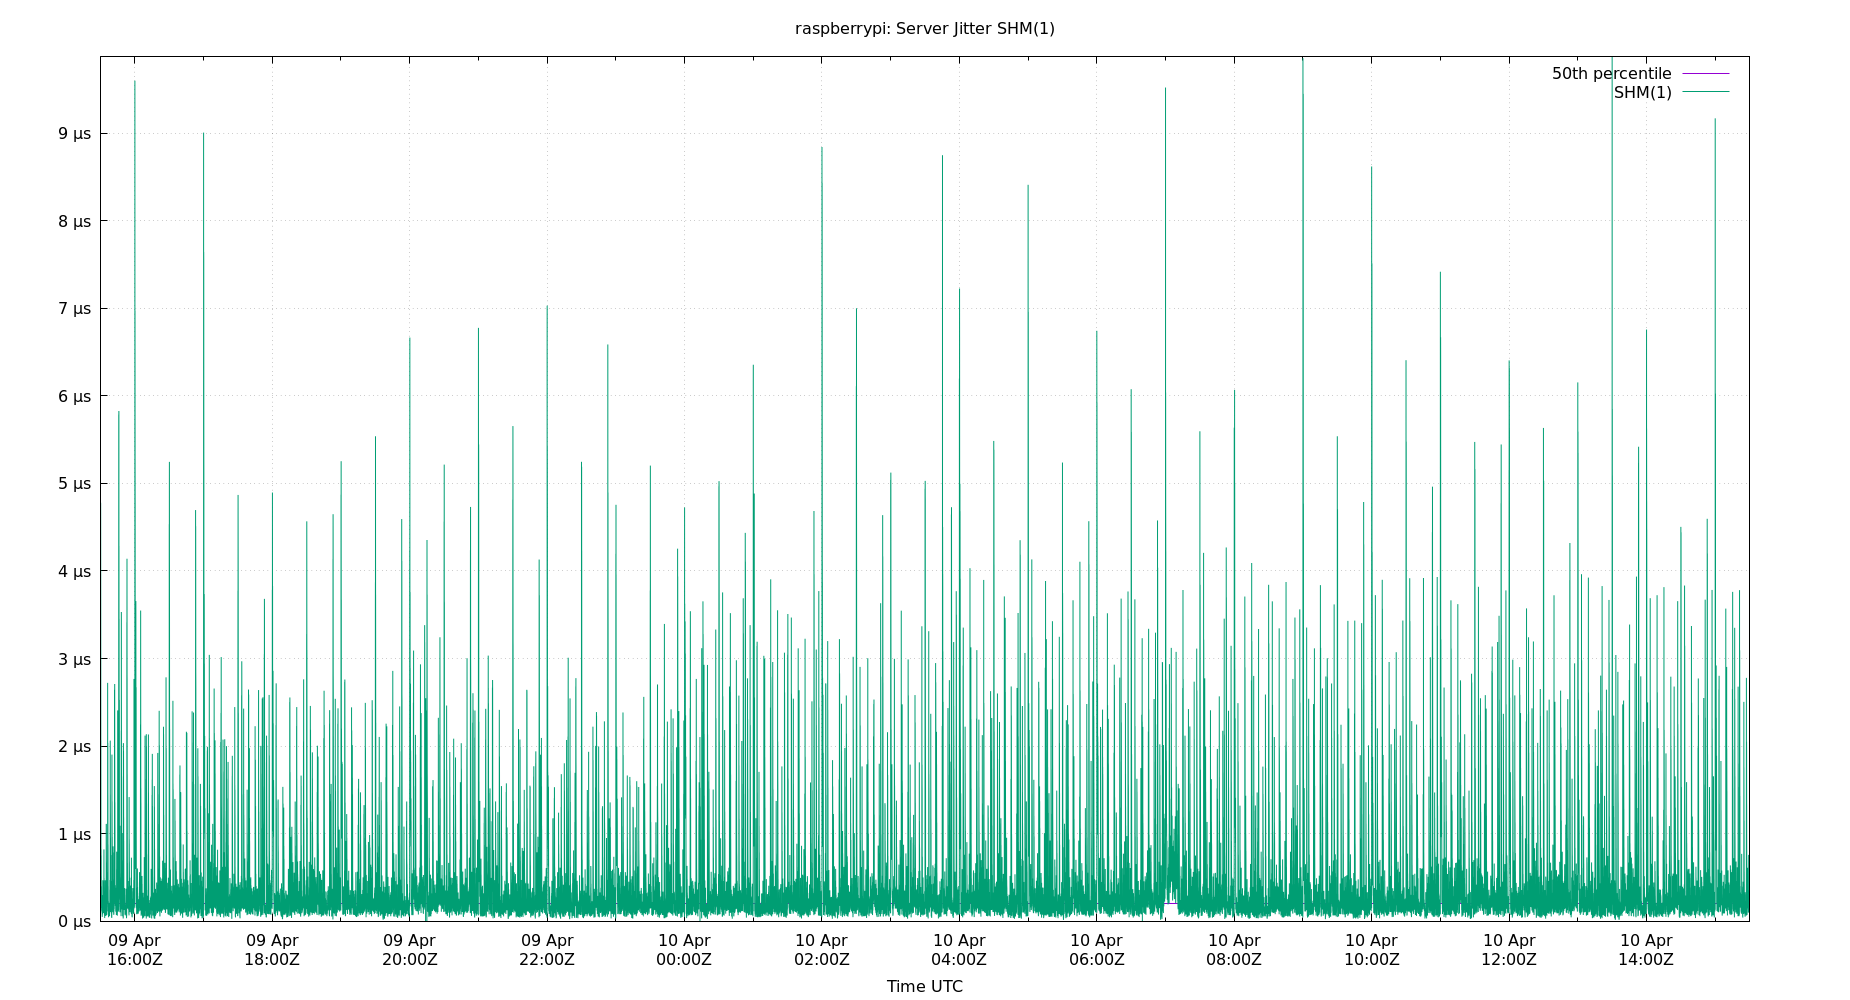 raspberrypi: Server Jitter SHM(1)
50th percentile
SHM(1)
9 µs
8 µs
7 µs
6 µs
5 µs
4 µs
3 µs
2 µs
1 µs
0 µs
09 Apr 09 Apr 09 Apr 09 Apr 10 Apr 10 Apr 10 Apr 10 Apr 10 Apr 10 Apr 10 Apr 10 Apr
16:00Z 18:00Z 20:00Z 22:00Z 00:00Z 02:00Z 04:00Z 06:00Z 08:00Z 10:00Z 12:00Z 14:00Z
Time UTC